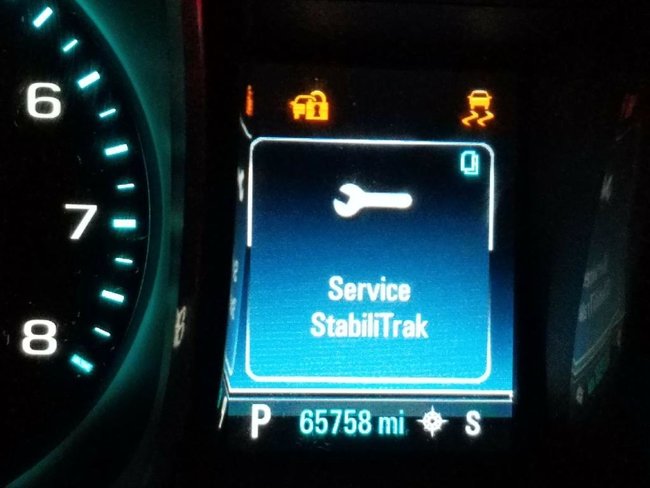 6
7
8
Service
StabiliTrak
P 65758 mi S